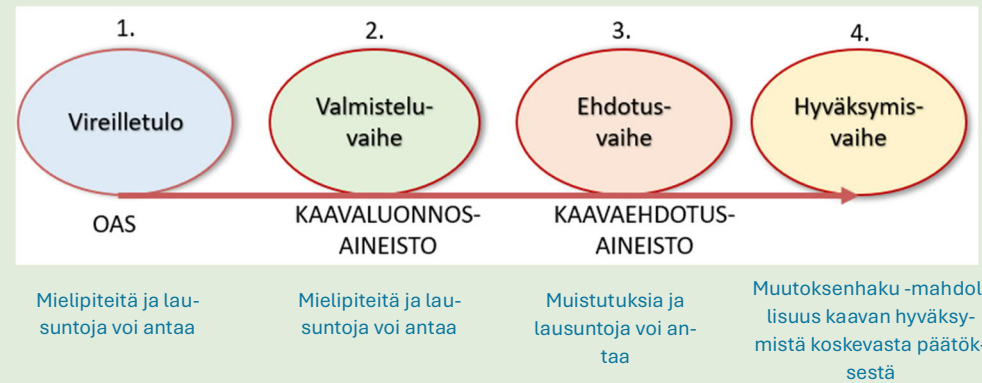 1.
Vireilletulo
OAS
Mielipiteitä ja lau-
suntoja voi antaa
2.
Valmistelu-
vaihe
KAAVALUONNOS-
AINEISTO
Mielipiteitä ja lau-
suntoja voi antaa
3.
Ehdotus-
vaihe
KAAVAEHDOTUS-
AINEISTO
Muistutuksia ja
lausuntoja voi an-
taa
4.
Hyväksymis-
vaihe
Muutoksenhaku -mahdol
lisuus kaavan hyväksy-
mistä koskevasta päätök-
sestä